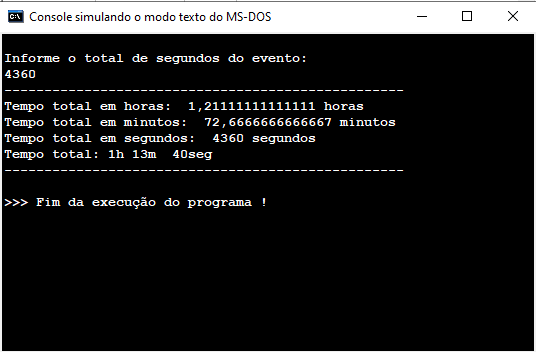 Console simulando o modo texto do MS-DOS
Informe o total de segundos do evento:
4360
--------------------------------------------------
Tempo total em horas:  1,21111111111111 horas
Tempo total em minutos:  72,6666666666667 minutos
Tempo total em segundos:  4360 segundos
Tempo total: 1h 13m  40seg
--------------------------------------------------
>>> Fim da execução do programa !